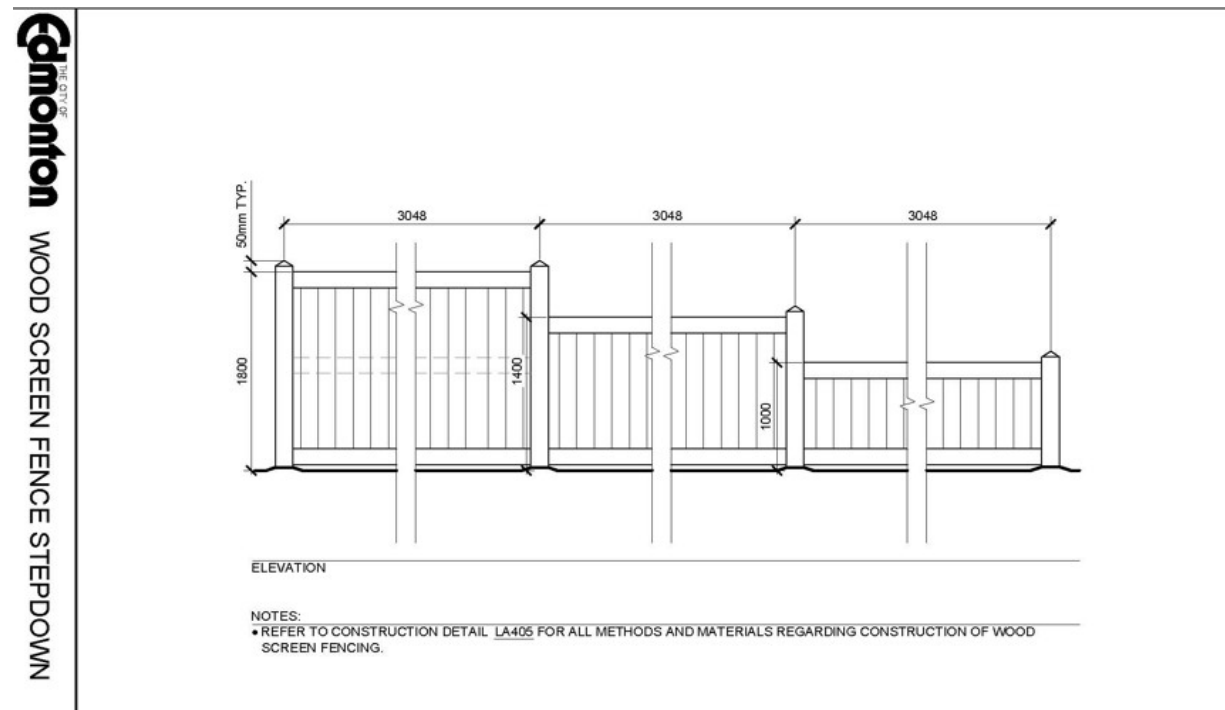 THE CITY OF
Edmonton
WOOD SCREEN FENCE STEPDOWN
50mm TYP.
3048
3048
3048
1800
1400
1000
ELEVATION
NOTES:
• REFER TO CONSTRUCTION DETAIL LA405 FOR ALL METHODS AND MATERIALS REGARDING CONSTRUCTION OF WOOD
SCREEN FENCING.